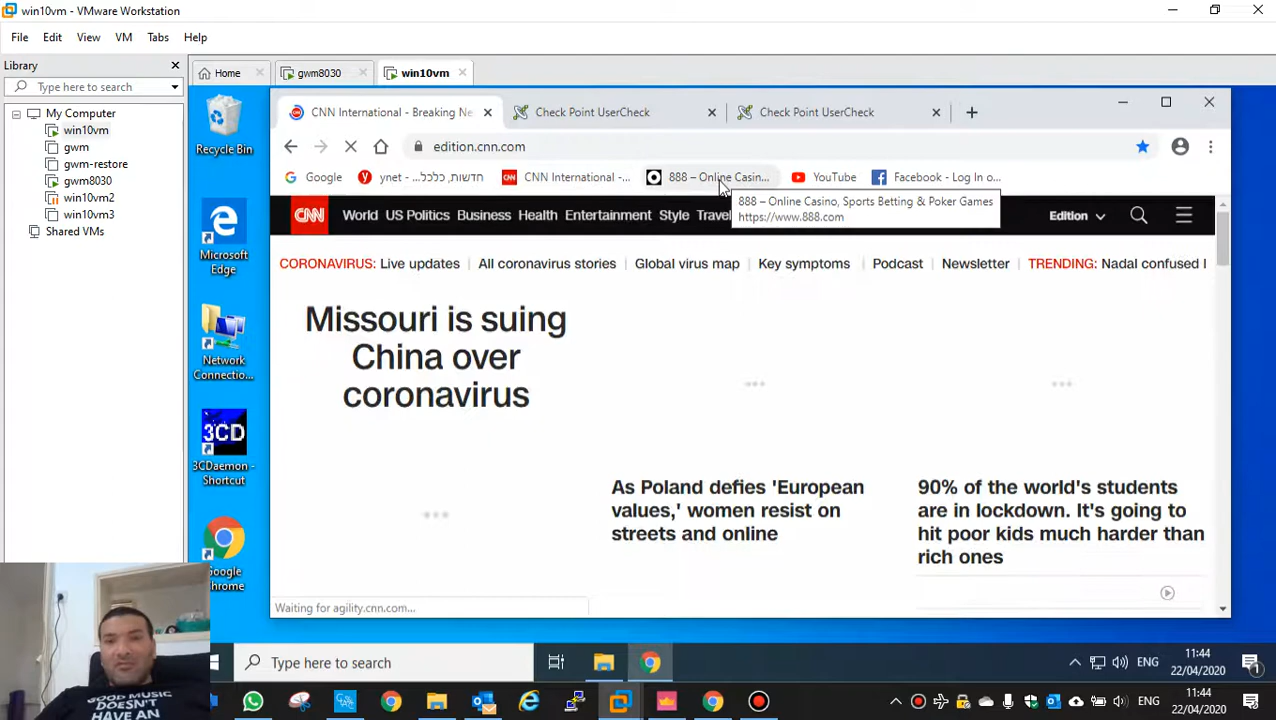 win10vm - VMware Workstation
File Edit View VM Tabs Help
Library
Type here to search
My Computer
win10vm
gwm
gwm-restore
gwm8030
win10vm2
win10vm3
Shared VMs
Home gwm8030 win10vm
Recycle Bin
Microsoft
Edge
Network
Connectio...
3CD
3CDaemon -
Shortcut
Google
Chrome
CNN International - Breaking Ne Check Point UserCheck Check Point UserCheck
edition.cnn.com
Google ynet - חדשות, כלכל... CNN International -... 888 – Online Casin... YouTube Facebook - Log In o...
888 – Online Casino, Sports Betting & Poker Games
https://www.888.com
CNN World US Politics Business Health Entertainment Style Travel Edition
CORONAVIRUS: Live updates All coronavirus stories Global virus map Key symptoms Podcast Newsletter TRENDING: Nadal confused
Missouri is suing
China over
coronavirus
As Poland defies 'European
values,' women resist on
streets and online
90% of the world's students
are in lockdown. It's going to
hit poor kids much harder than
rich ones
Waiting for agility.cnn.com...
GOOD MUSIC
DOESN'T
HAVE AN
Type here to search
ENG
11:44
22/04/2020
1
ENG
11:44
22/04/2020